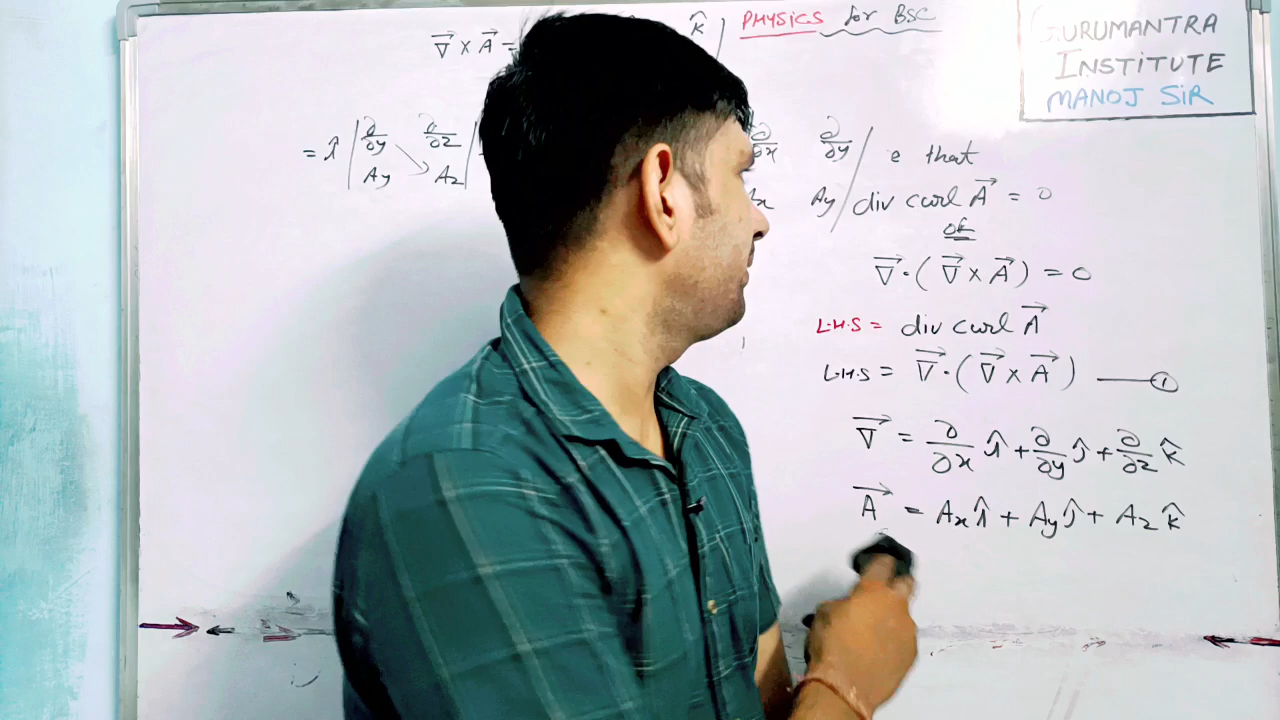 PHYSICS for BSC
GURUMANTRA
INSTITUTE
MANOJ SIR
∇⃗ × A⃗ =
k̂ |
= î | ∂/∂y ∂/∂z |
Ay Az
∂/∂x ∂/∂y |
Ax Ay
e that
div curl A⃗ = 0
OR
∇⃗ · (∇⃗ × A⃗) = 0
L.H.S = div curl A⃗
L.H.S = ∇⃗ · (∇⃗ × A⃗) —— ①
∇⃗ = ∂/∂x î + ∂/∂y ĵ + ∂/∂z k̂
A⃗ = Ax î + Ay ĵ + Az k̂